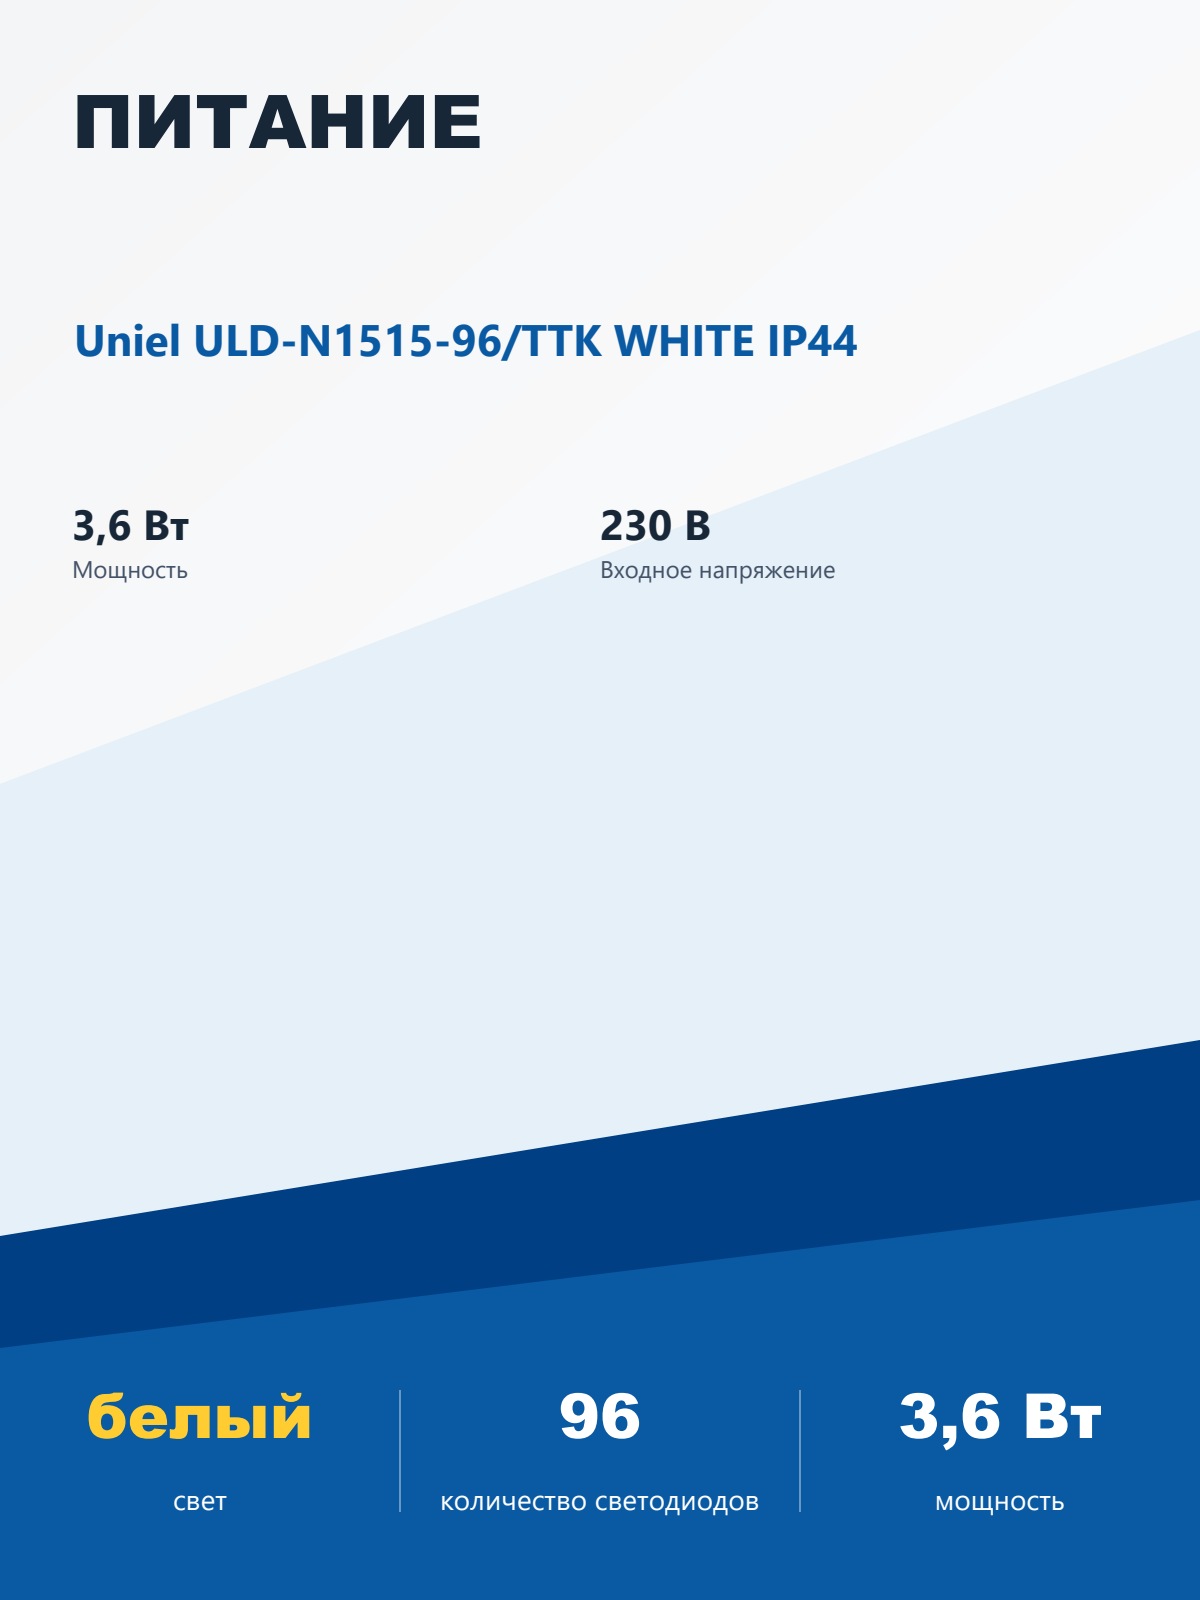 ПИТАНИЕ
Uniel ULD-N1515-96/TTK WHITE IP44
3,6 Вт
Мощность
230 В
Входное напряжение
белый
свет
96
количество светодиодов
3,6 Вт
мощность